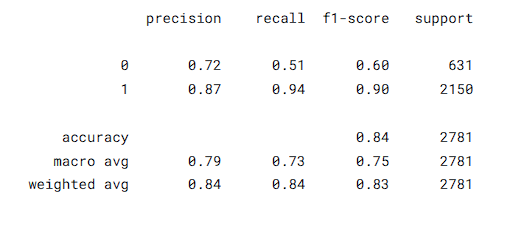 precision recall f1-score support
0 0.72 0.51 0.60 631
1 0.87 0.94 0.90 2150
accuracy 0.84 2781
macro avg 0.79 0.73 0.75 2781
weighted avg 0.84 0.84 0.83 2781